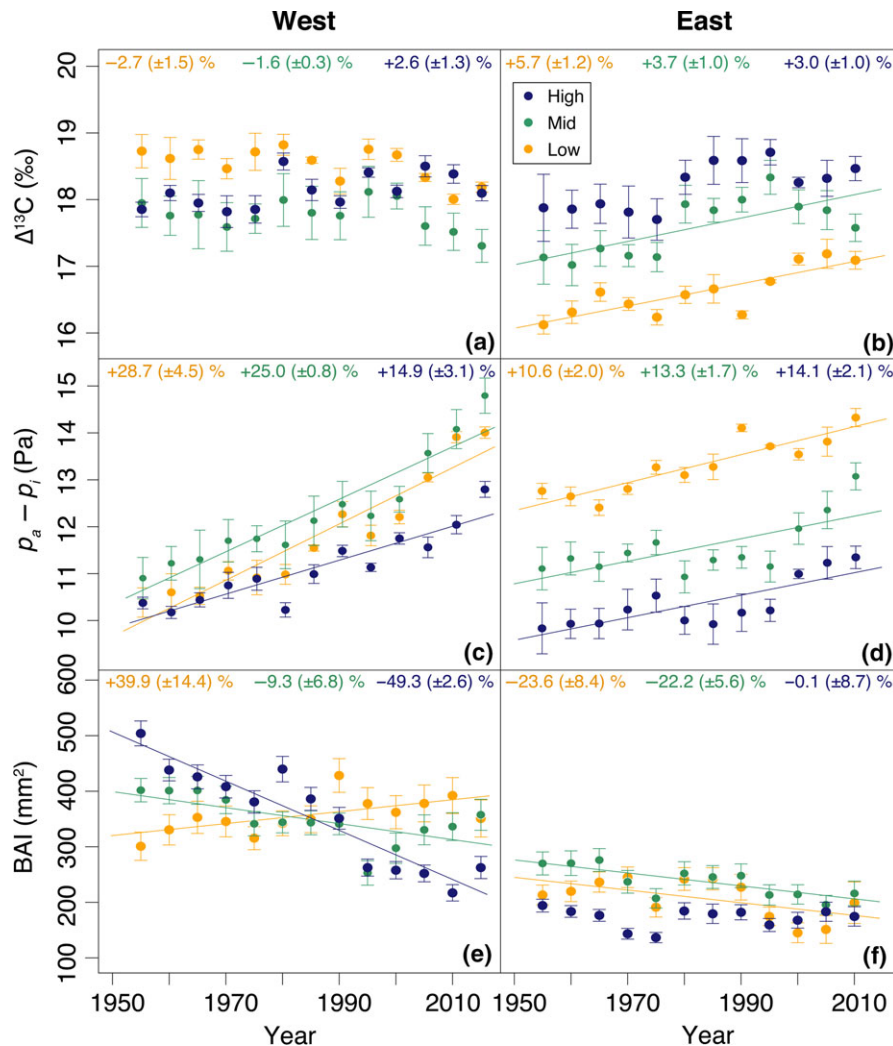 West East
−2.7 (±1.5) % −1.6 (±0.3) % +2.6 (±1.3) % +5.7 (±1.2) % +3.7 (±1.0) % +3.0 (±1.0) %
20
19
18
17
16
Δ¹³C (‰)
High
Mid
Low
(a) (b)
+28.7 (±4.5) % +25.0 (±0.8) % +14.9 (±3.1) % +10.6 (±2.0) % +13.3 (±1.7) % +14.1 (±2.1) %
15
14
13
12
11
10
pₐ − pᵢ (Pa)
(c) (d)
+39.9 (±14.4) % −9.3 (±6.8) % −49.3 (±2.6) % −23.6 (±8.4) % −22.2 (±5.6) % −0.1 (±8.7) %
600
500
400
300
200
100
BAI (mm²)
(e) (f)
1950 1970 1990 2010 1950 1970 1990 2010
Year Year